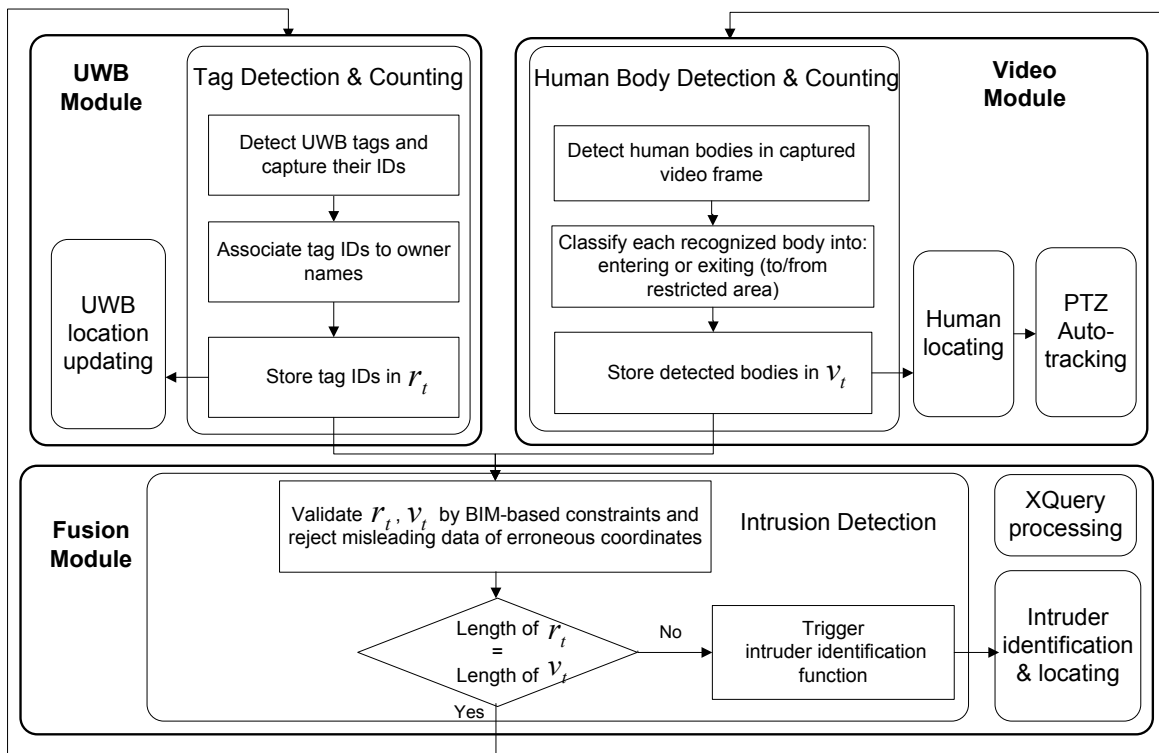 UWB
Module
Tag Detection & Counting
Detect UWB tags and
capture their IDs
Associate tag IDs to owner
names
Store tag IDs in r_t
UWB
location
updating
Human Body Detection & Counting
Video
Module
Detect human bodies in captured
video frame
Classify each recognized body into:
entering or exiting (to/from
restricted area)
Store detected bodies in v_t
Human
locating
PTZ
Auto-
tracking
Fusion
Module
Validate r_t, v_t by BIM-based constraints and
reject misleading data of erroneous coordinates
Intrusion Detection
XQuery
processing
Length of r_t
=
Length of v_t
No
Yes
Trigger
intruder identification
function
Intruder
identification
& locating